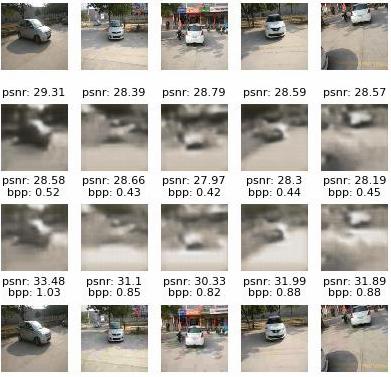 psnr: 29.31 psnr: 28.39 psnr: 28.79 psnr: 28.59 psnr: 28.57
psnr: 28.58 psnr: 28.66 psnr: 27.97 psnr: 28.3 psnr: 28.19
bpp: 0.52 bpp: 0.43 bpp: 0.42 bpp: 0.44 bpp: 0.45
psnr: 33.48 psnr: 31.1 psnr: 30.33 psnr: 31.99 psnr: 31.89
bpp: 1.03 bpp: 0.85 bpp: 0.82 bpp: 0.88 bpp: 0.88